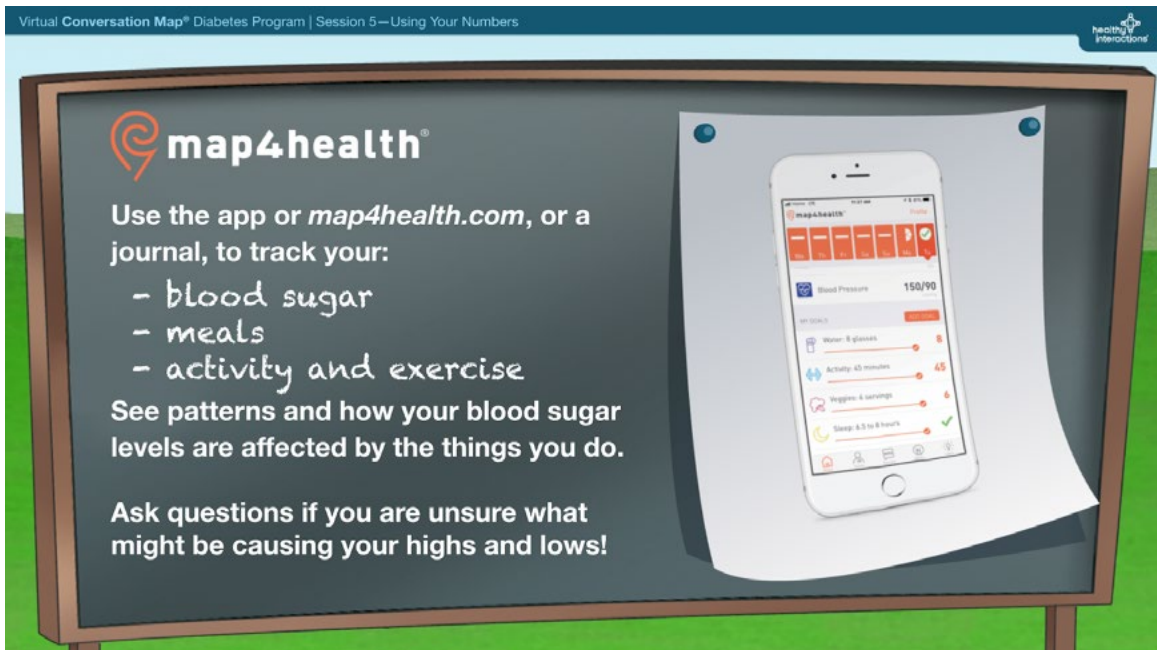 Virtual Conversation Map® Diabetes Program | Session 5—Using Your Numbers
healthy
interactions
map4health®
Use the app or map4health.com, or a
journal, to track your:
- blood sugar
- meals
- activity and exercise
See patterns and how your blood sugar
levels are affected by the things you do.
Ask questions if you are unsure what
might be causing your highs and lows!
map4health
Blood Pressure 150/90
MY GOALS
Water: 8 glasses 8
Activity: 45 minutes 45
Veggies: 6 servings 6
Sleep: 6.5 to 8 hours